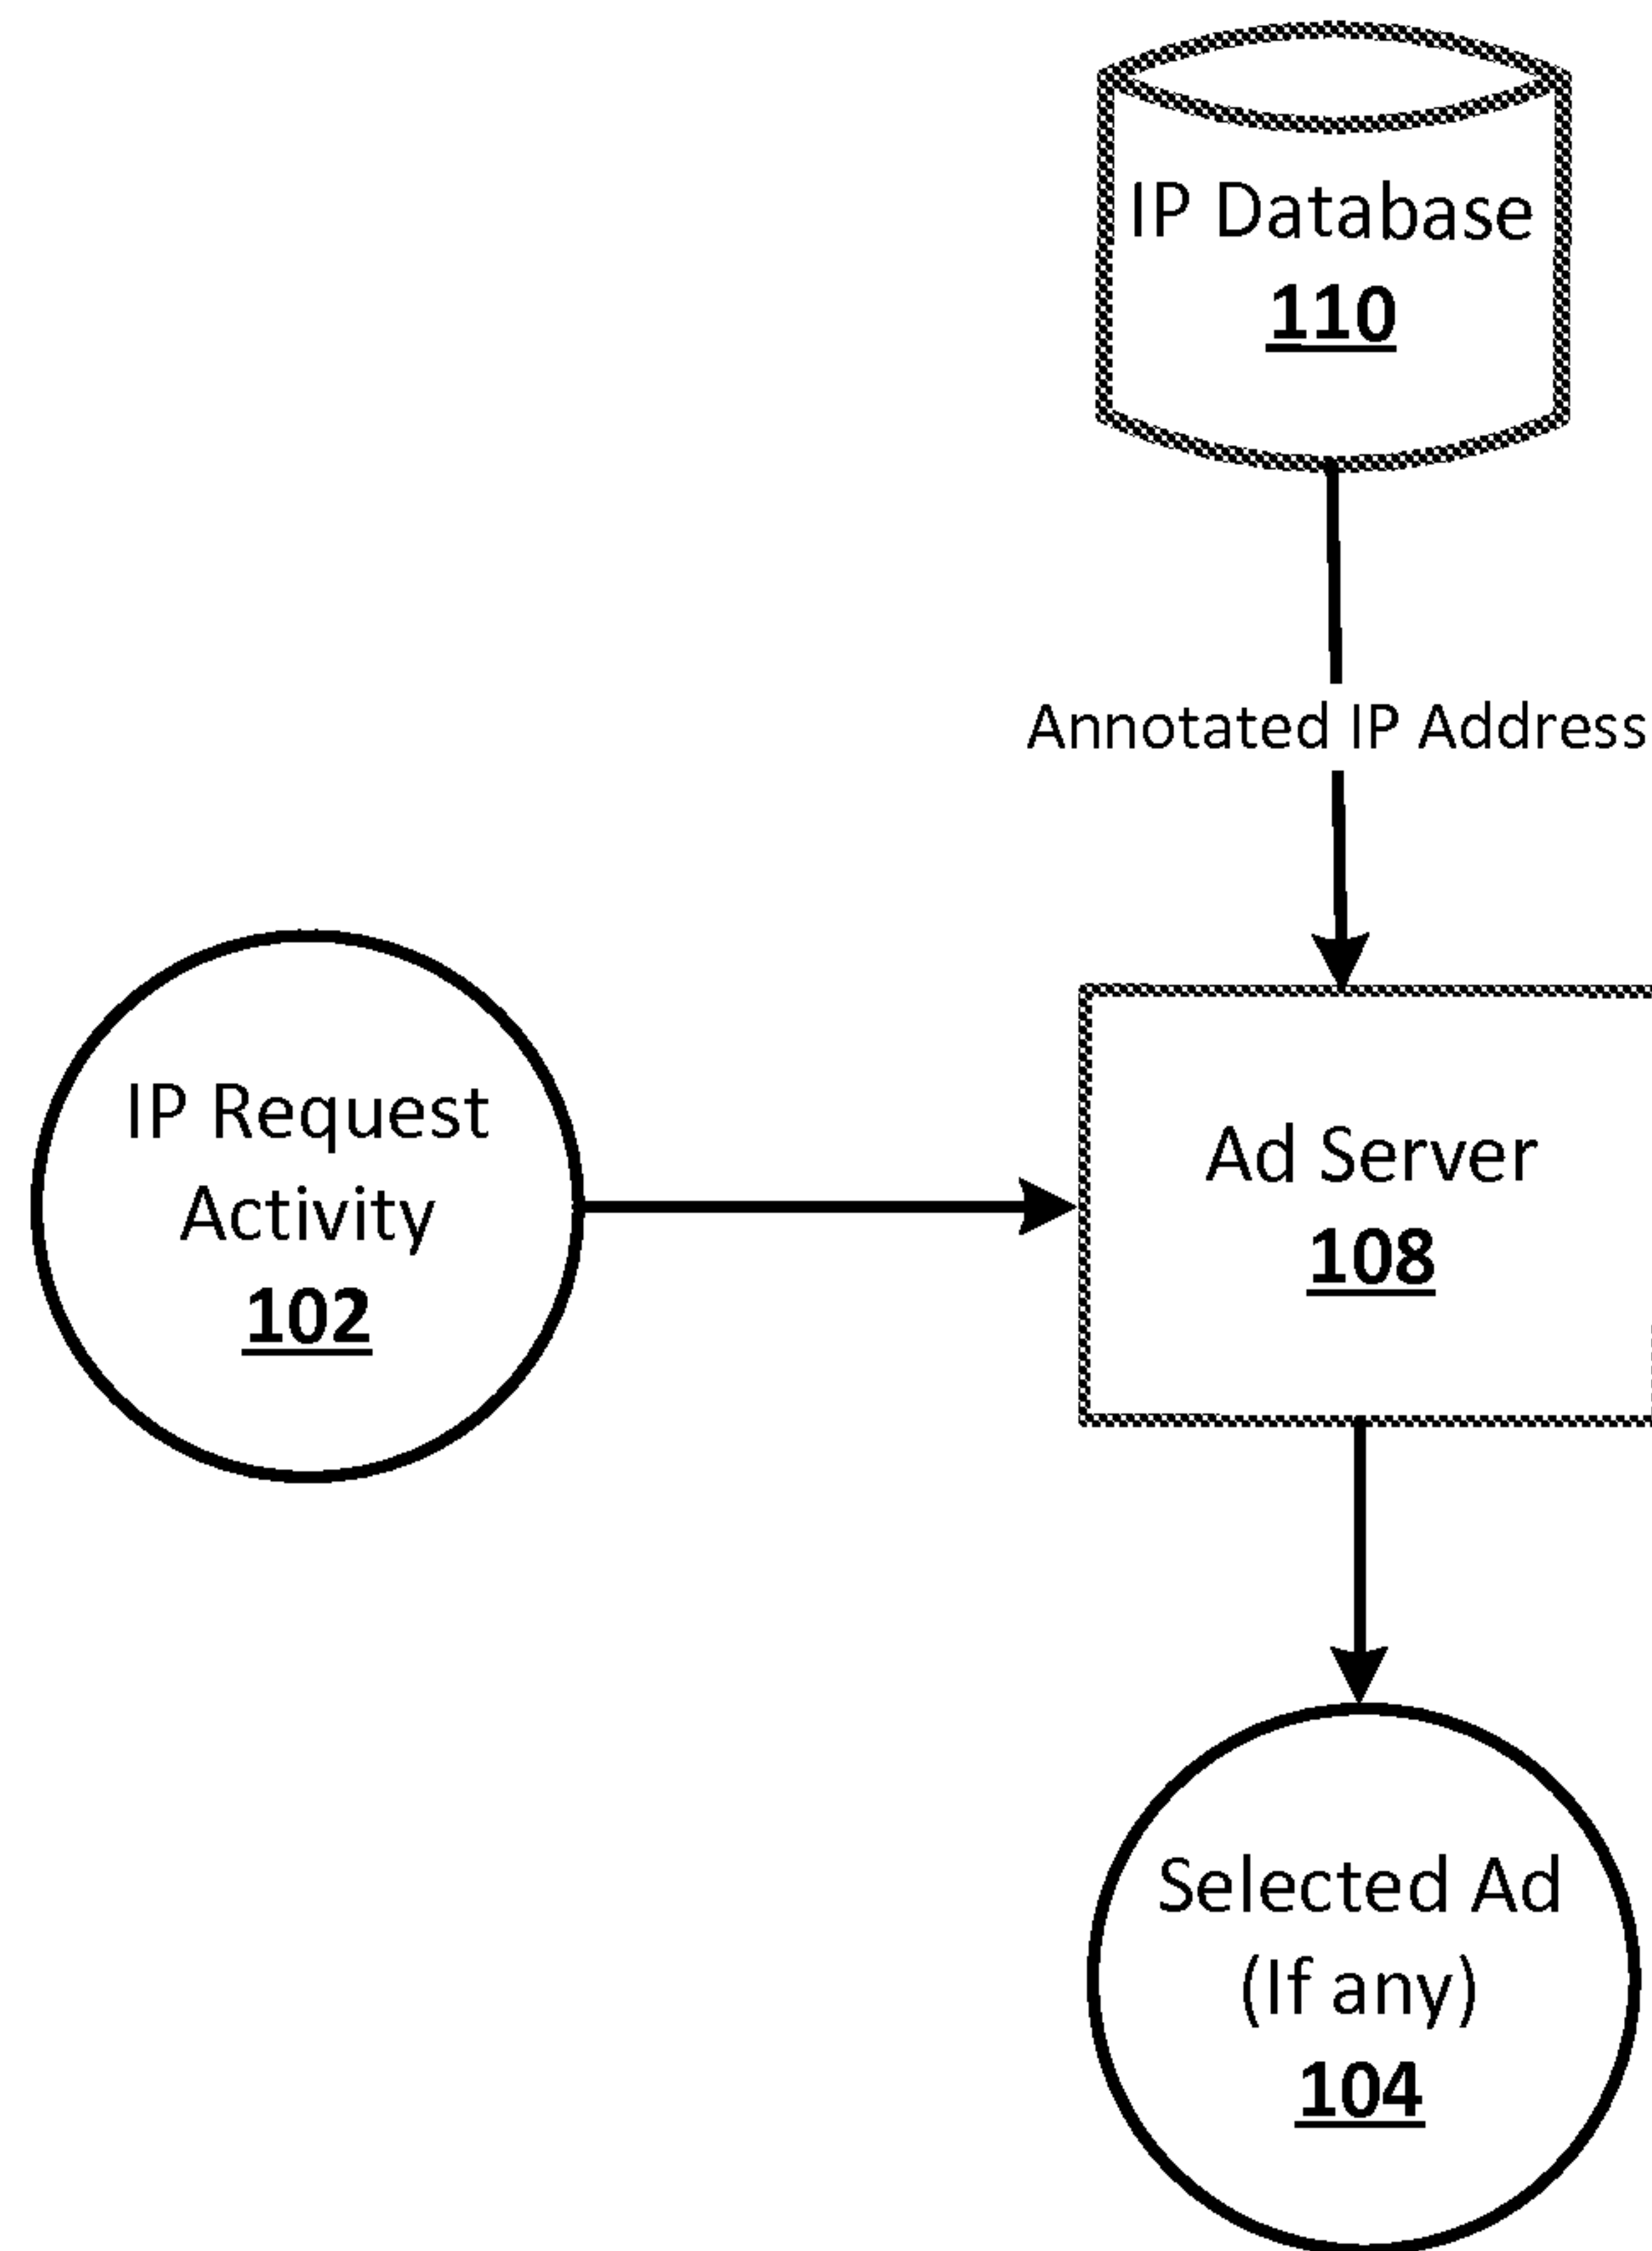 IP Database
110
Annotated IP Address
IP Request
Activity
102
Ad Server
108
Selected Ad
(If any)
104